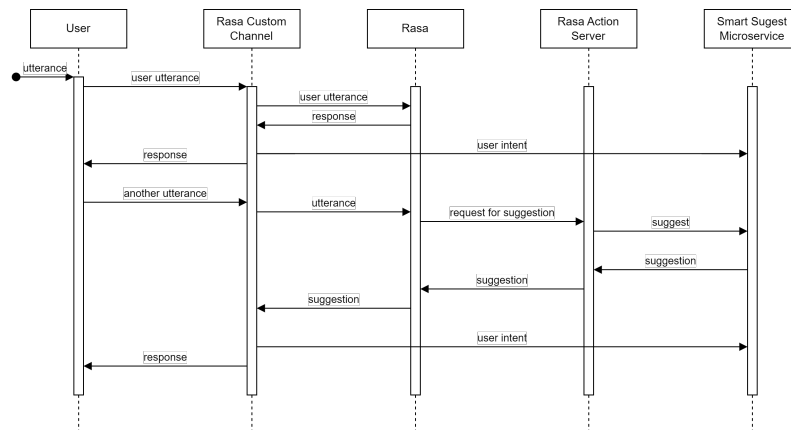 User
Rasa Custom
Channel
Rasa
Rasa Action
Server
Smart Sugest
Microservice
utterance
user utterance
user utterance
response
user intent
response
another utterance
utterance
request for suggestion
suggest
suggestion
suggestion
suggestion
user intent
response